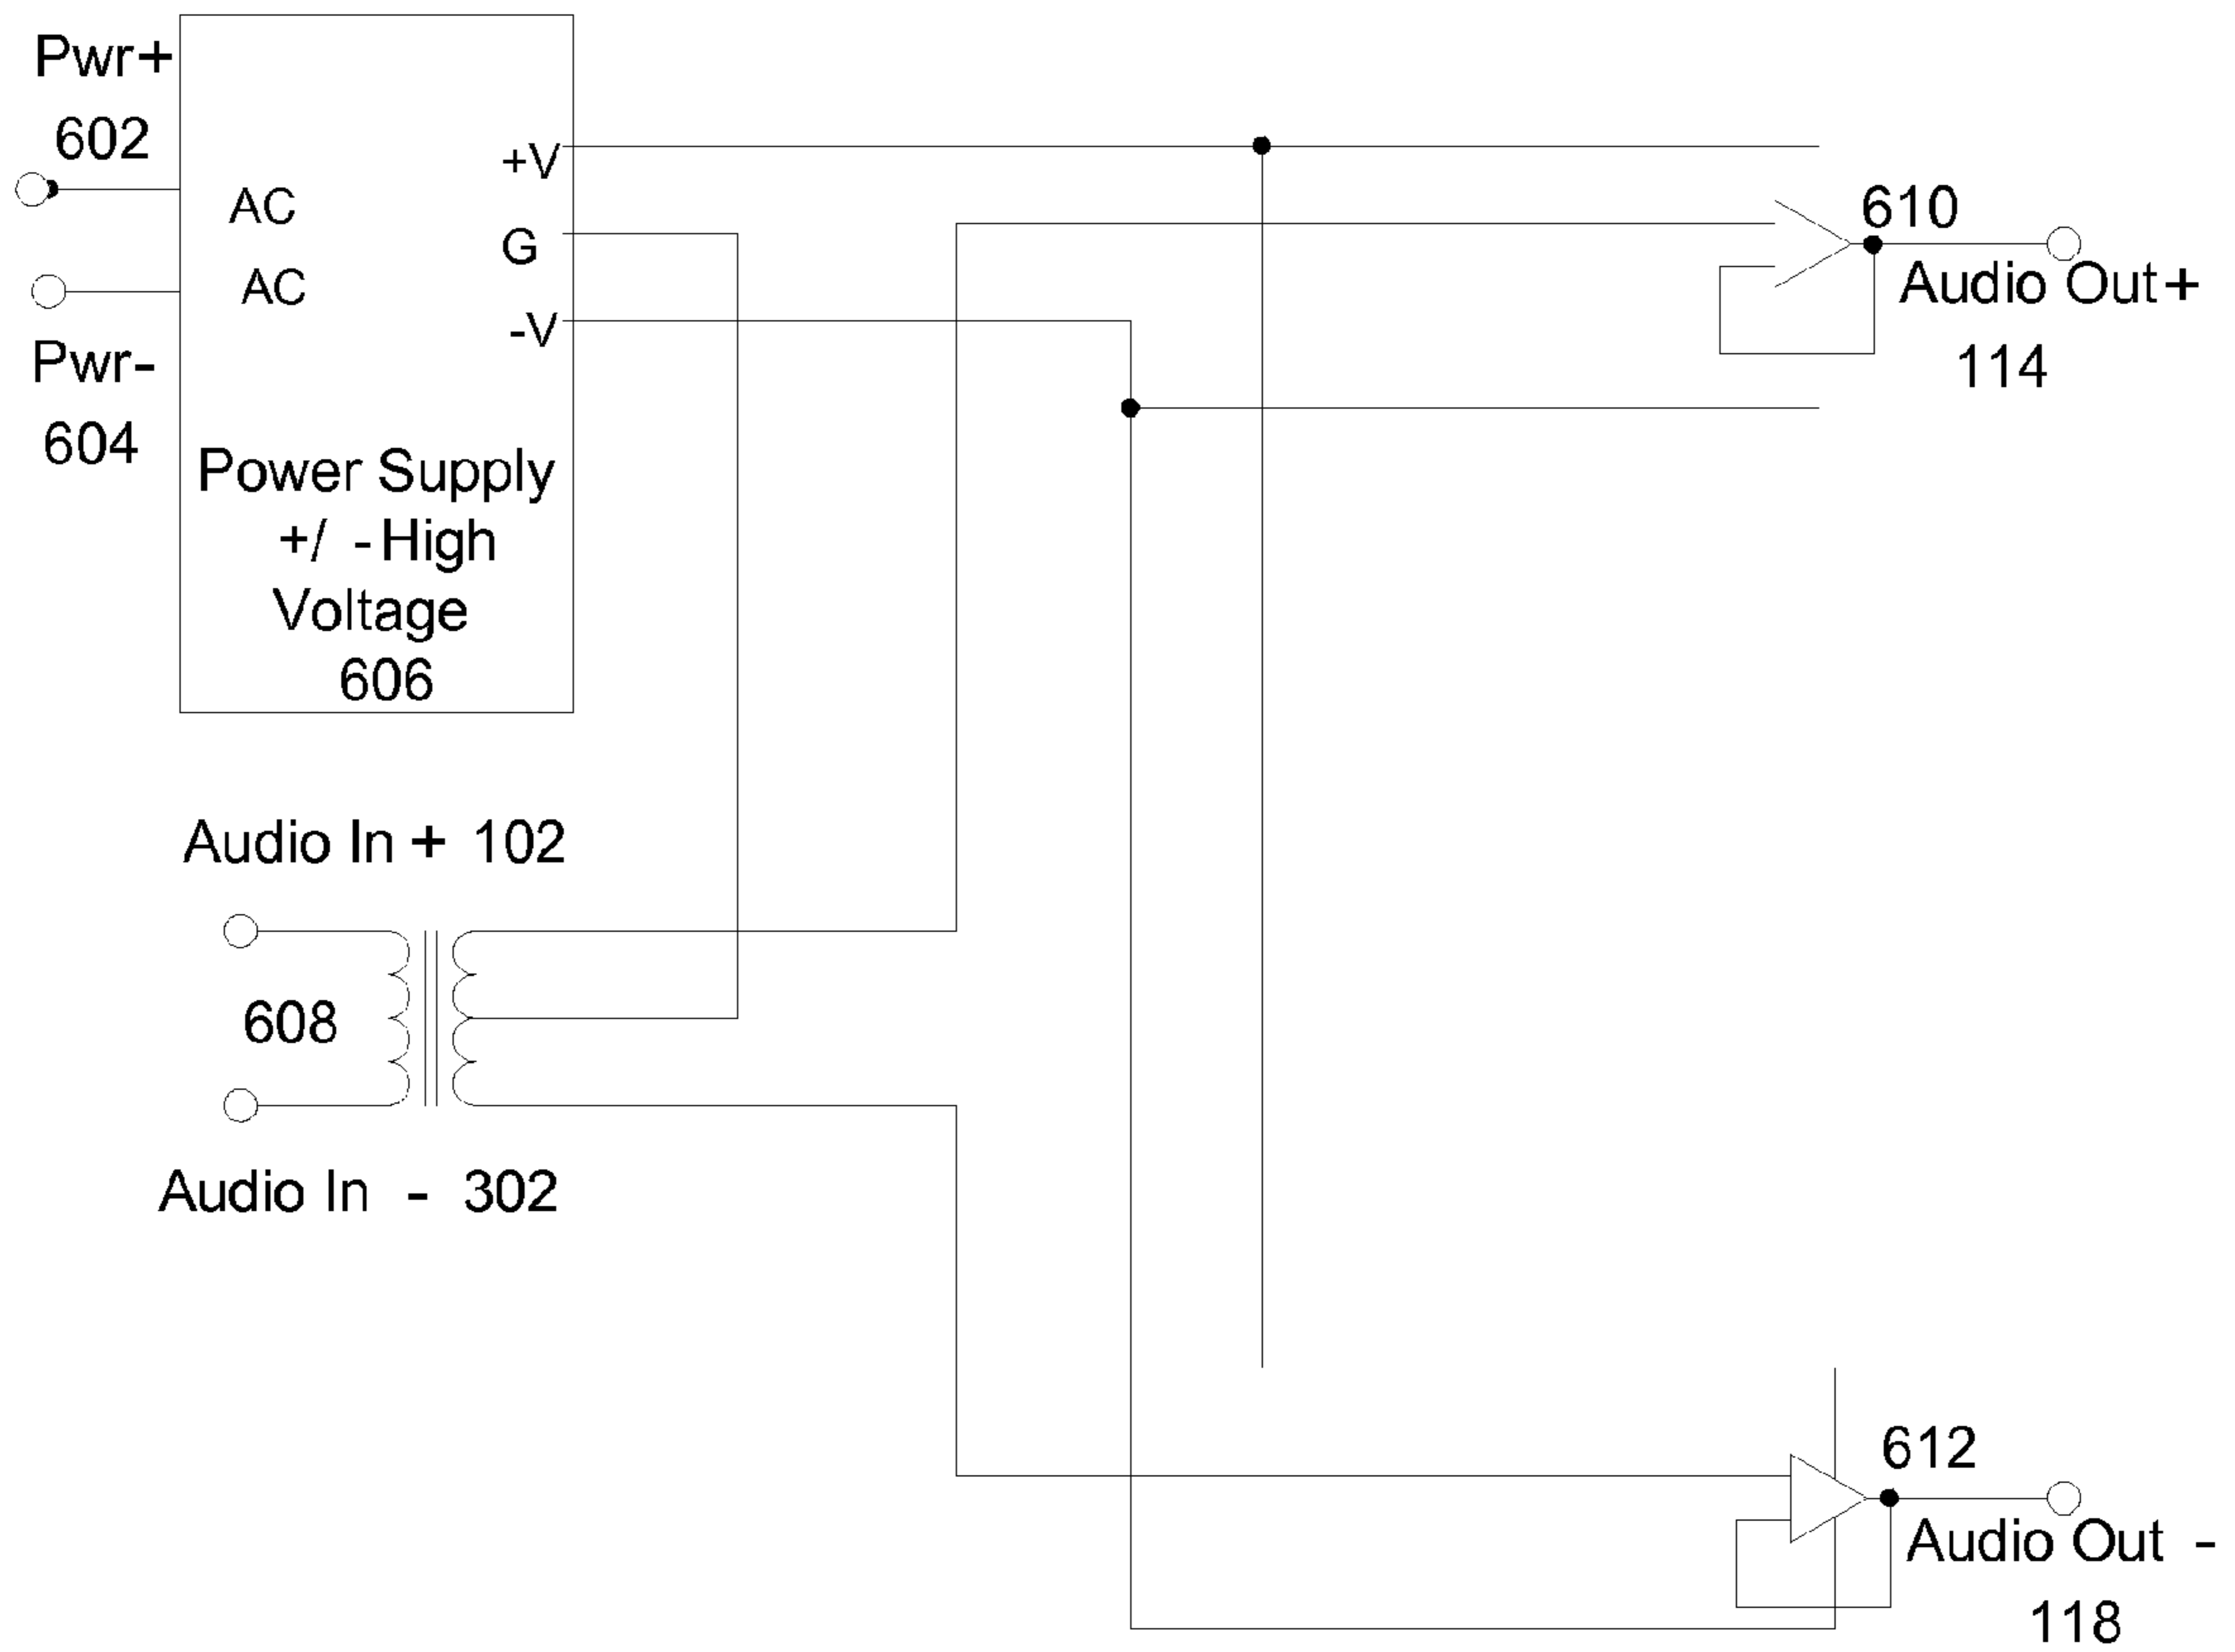 Pwr+
602
AC
AC
+V
G
-V
Pwr-
604
Power Supply
+/ -High
Voltage
606
610
Audio Out+
114
Audio In + 102
608
Audio In - 302
612
Audio Out -
118